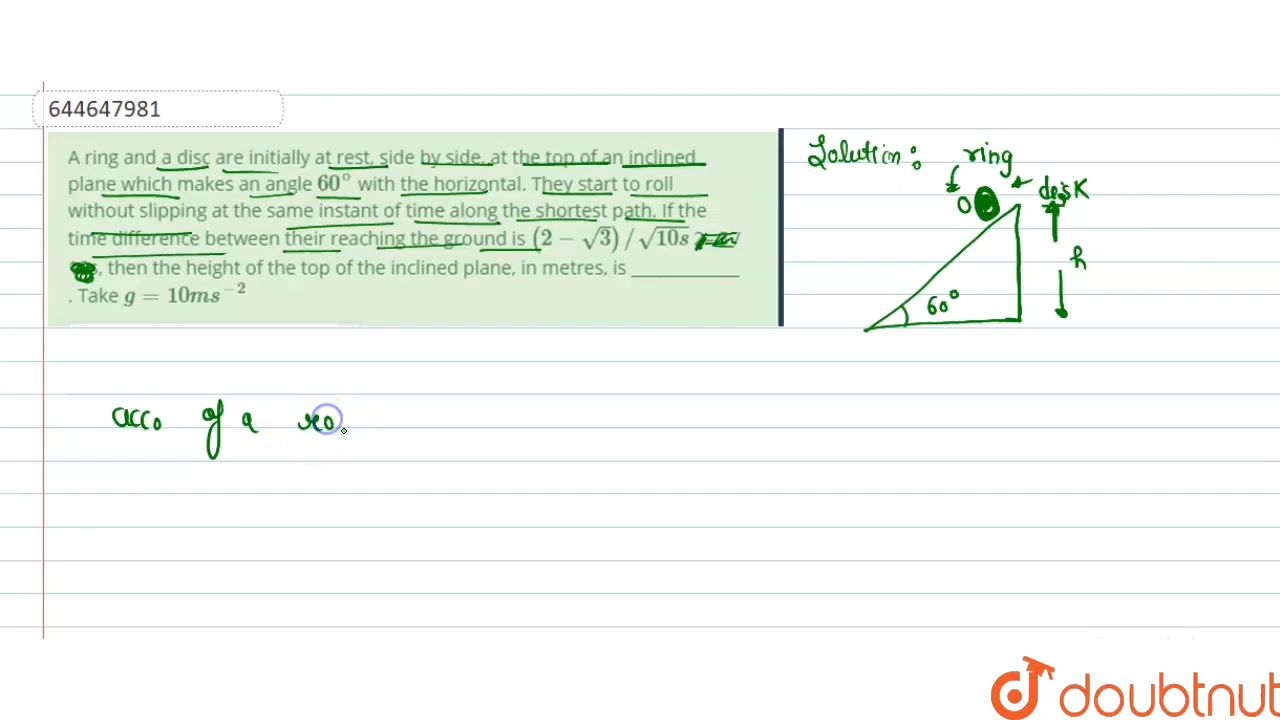 644647981
A ring and a disc are initially at rest, side by side, at the top of an inclined
plane which makes an angle 60° with the horizontal. They start to roll
without slipping at the same instant of time along the shortest path. If the
time difference between their reaching the ground is (2 − √3) / √10s
, then the height of the top of the inclined plane, in metres, is ____________
. Take g = 10ms⁻²
Solution:
ring
disk
h
60°
acc. of a ro
doubtnut